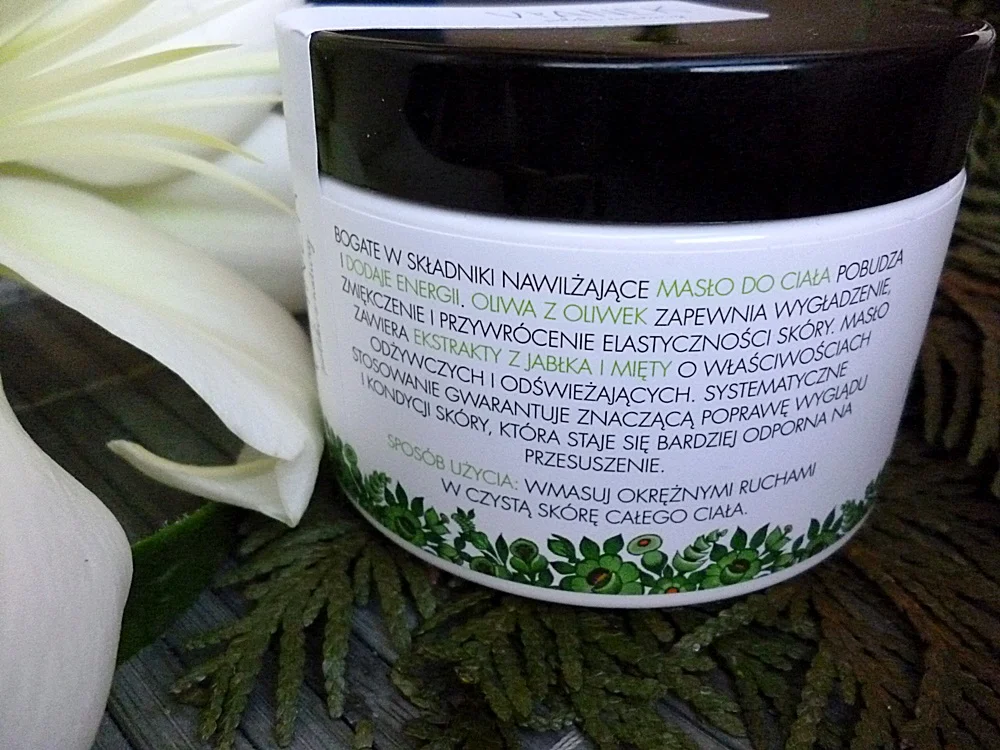 BOGATE W SKŁADNIKI NAWILŻAJĄCE MASŁO DO CIAŁA POBUDZA
I DODAJE ENERGII. OLIWA Z OLIWEK ZAPEWNIA WYGŁADZENIE,
ZMIĘKCZENIE I PRZYWRÓCENIE ELASTYCZNOŚCI SKÓRY. MASŁO
ZAWIERA EKSTRAKTY Z JABŁKA I MIĘTY O WŁAŚCIWOŚCIACH
ODŻYWCZYCH I ODŚWIEŻAJĄCYCH. SYSTEMATYCZNE
STOSOWANIE GWARANTUJE ZNACZĄCĄ POPRAWĘ WYGLĄDU
I KONDYCJI SKÓRY, KTÓRA STAJE SIĘ BARDZIEJ ODPORNA NA
PRZESUSZENIE.
SPOSÓB UŻYCIA: WMASUJ OKRĘŻNYMI RUCHAMI
W CZYSTĄ SKÓRĘ CAŁEGO CIAŁA.